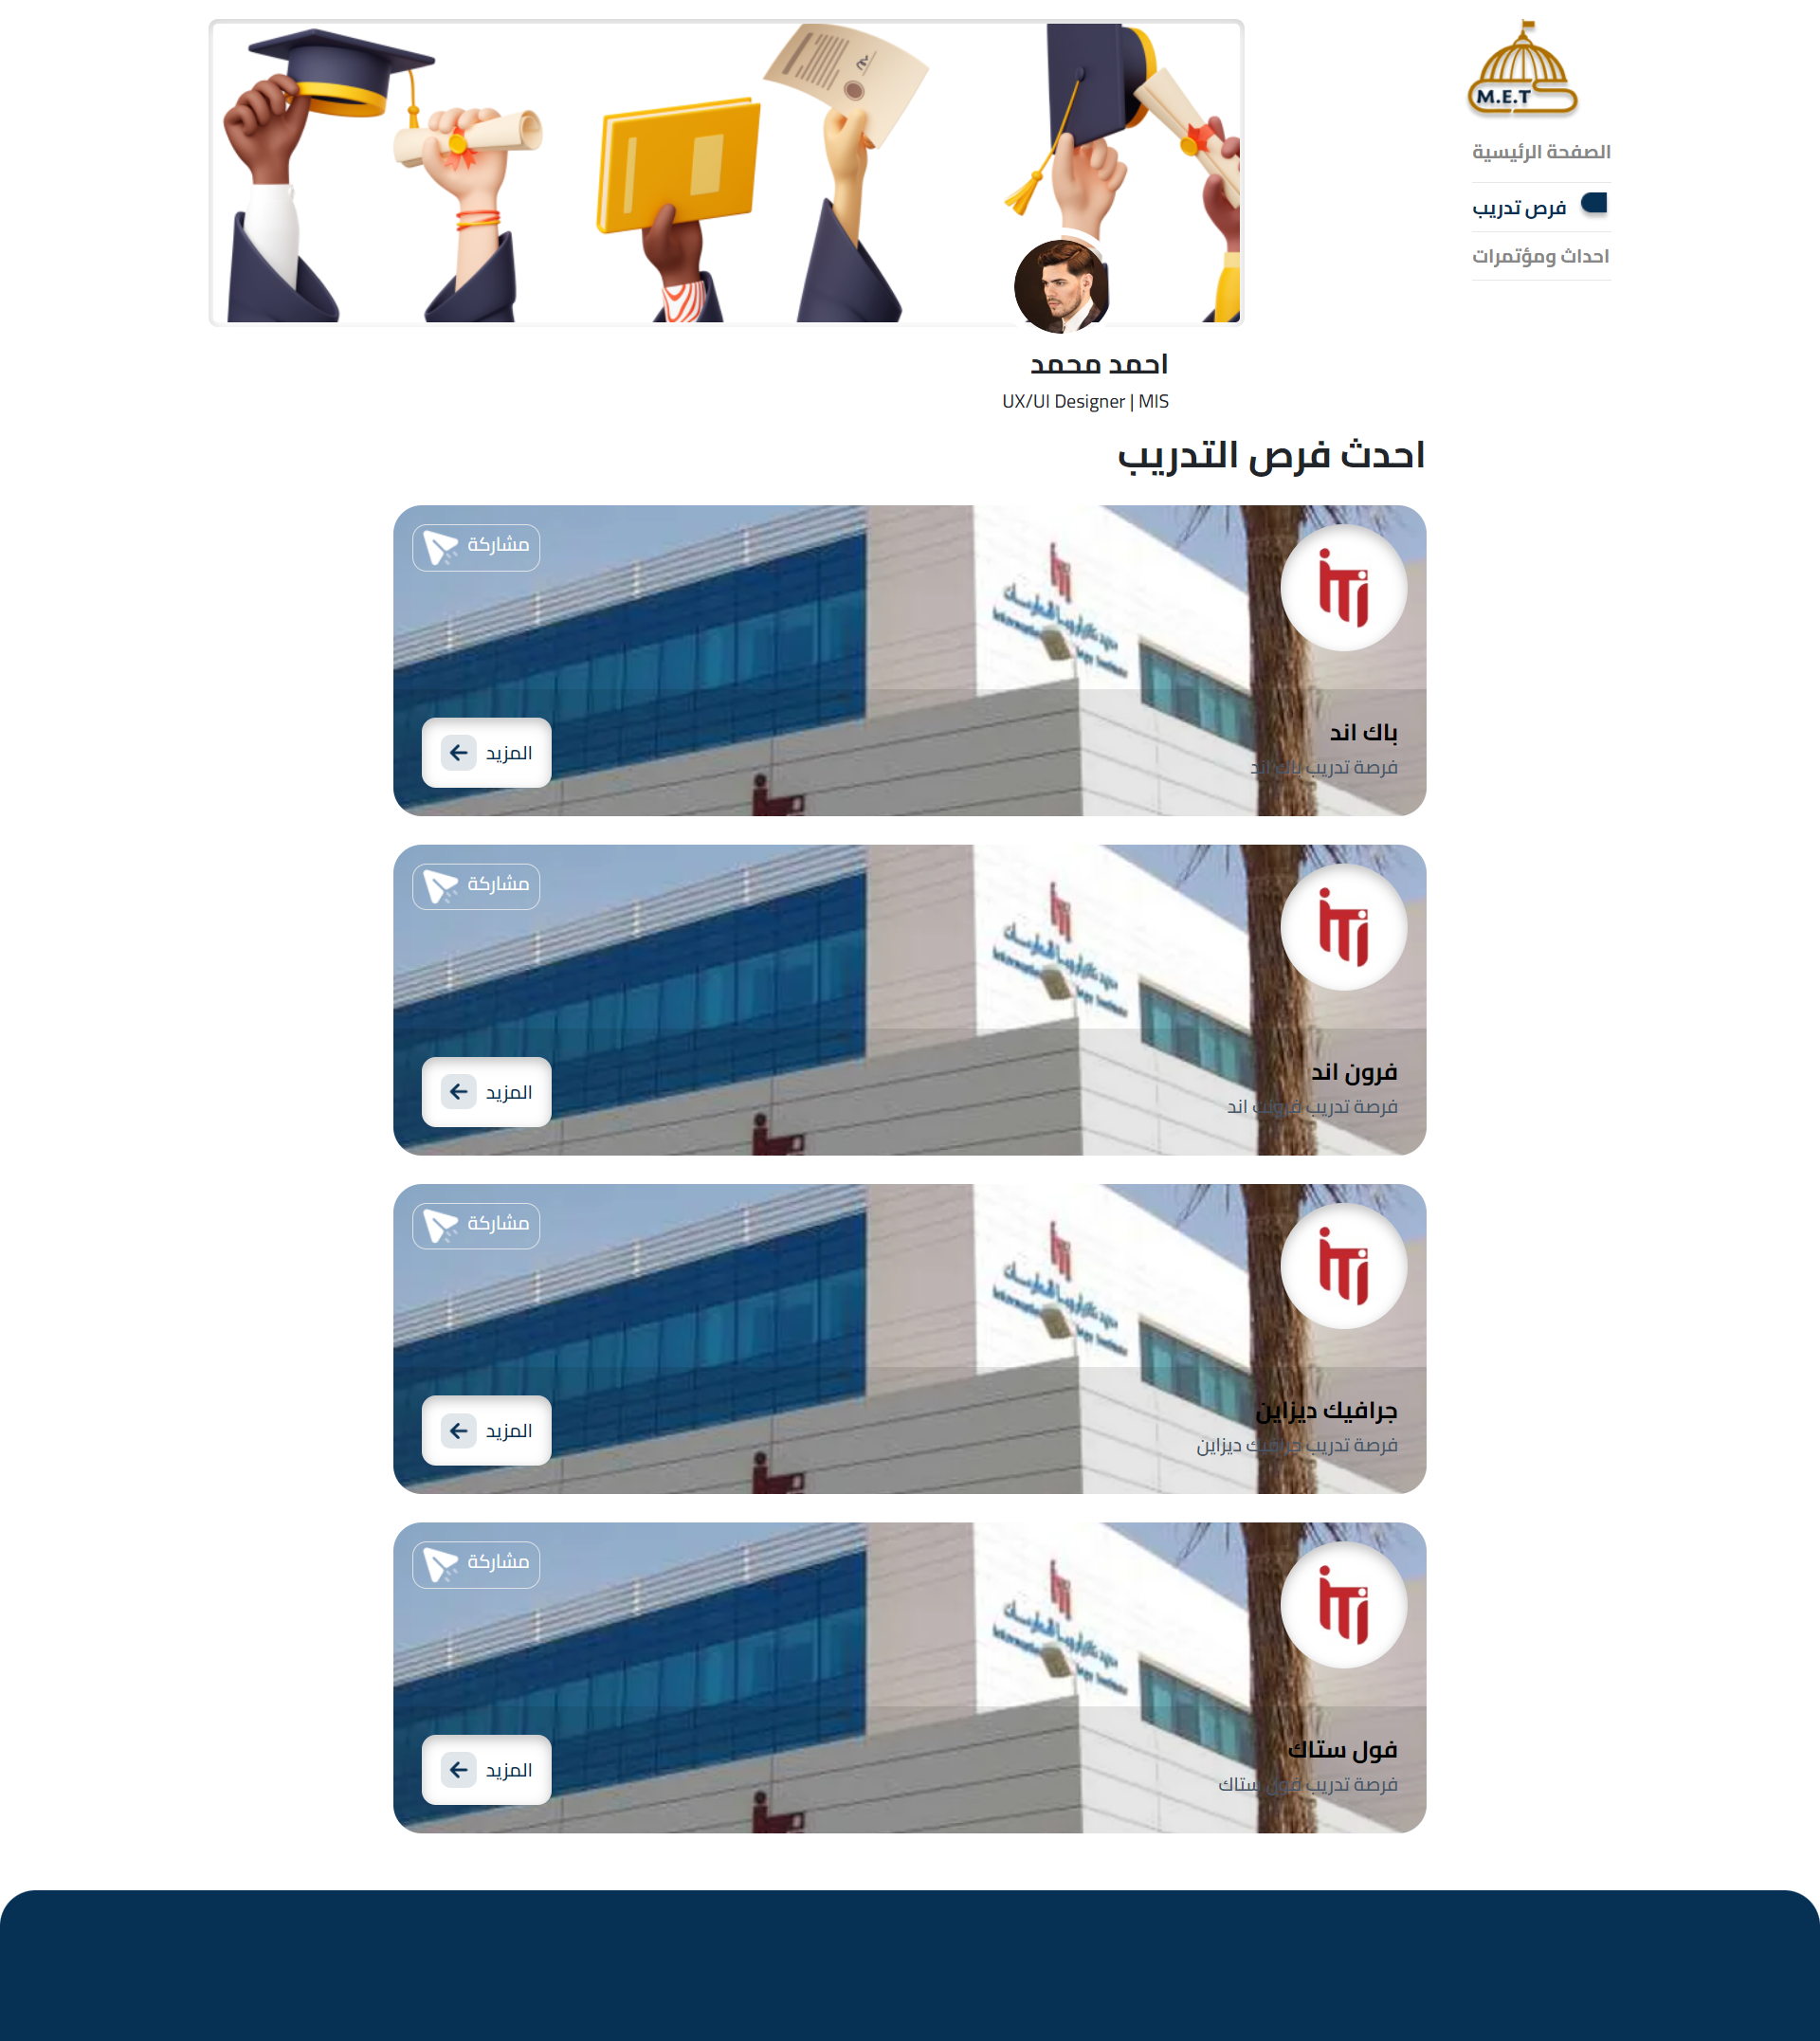 M.E.T
الصفحة الرئيسية
فرص تدريب
احداث ومؤتمرات
احمد محمد
UX/UI Designer | MIS
احدث فرص التدريب
iTi
مشاركة
باك اند
فرصة تدريب باك اند
المزيد
iTi
مشاركة
فرون اند
فرصة تدريب فرونت اند
المزيد
iTi
مشاركة
جرافيك ديزاين
فرصة تدريب جرافيك ديزاين
المزيد
iTi
مشاركة
فول ستاك
فرصة تدريب فول ستاك
المزيد